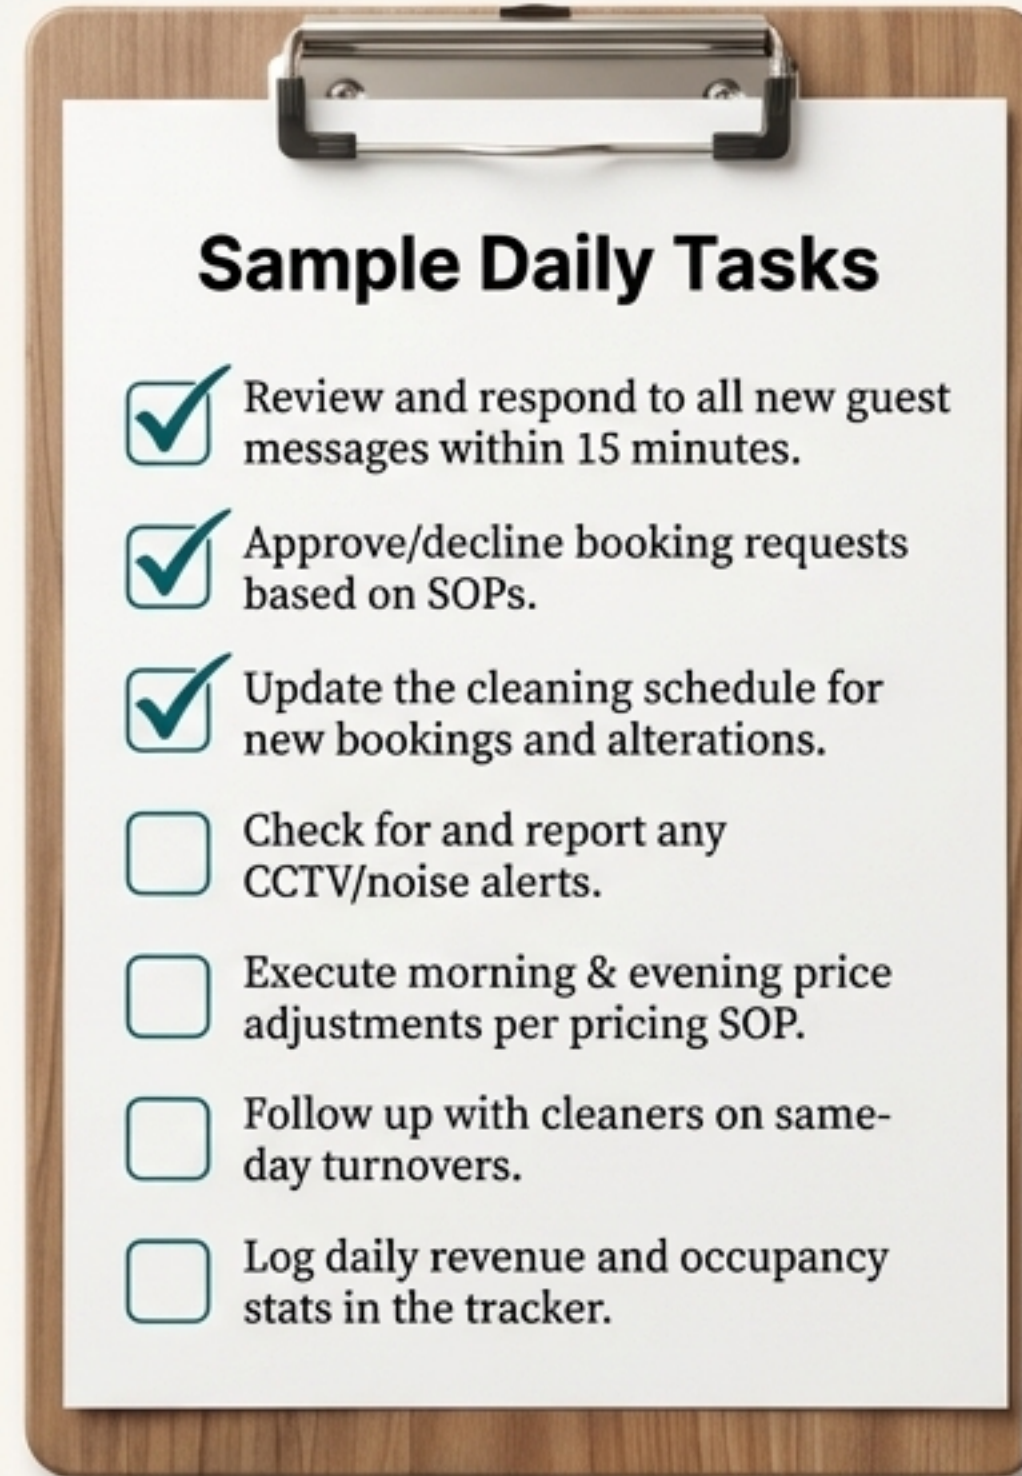 Sample Daily Tasks
Review and respond to all new guest
messages within 15 minutes.
Approve/decline booking requests
based on SOPs.
Update the cleaning schedule for
new bookings and alterations.
Check for and report any
CCTV/noise alerts.
Execute morning & evening price
adjustments per pricing SOP.
Follow up with cleaners on same-
day turnovers.
Log daily revenue and occupancy
stats in the tracker.